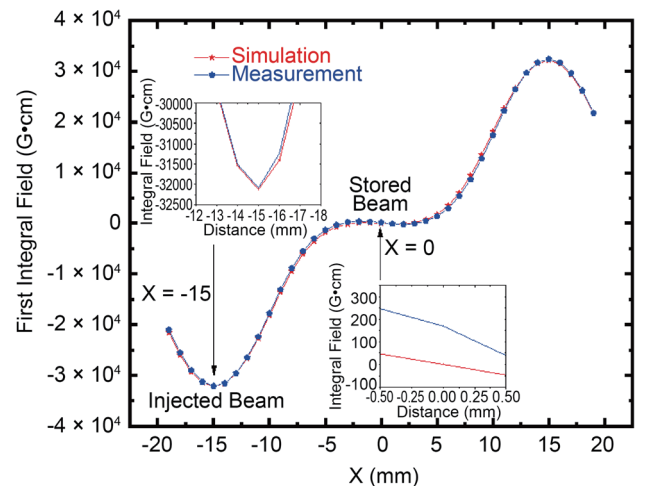 4 × 10⁴
3 × 10⁴
2 × 10⁴
1 × 10⁴
0
-1 × 10⁴
-2 × 10⁴
-3 × 10⁴
-4 × 10⁴
First Integral Field (G•cm)
Simulation
Measurement
-30000
-30500
-31000
-31500
-32000
-32500
Integral Field (G•cm)
-12 -13 -14 -15 -16 -17 -18
Distance (mm)
Stored
Beam
X = 0
X = -15
Injected Beam
300
200
100
0
-100
Integral Field (G•cm)
-0.50 -0.25 0.00 0.25 0.50
Distance (mm)
-20 -15 -10 -5 0 5 10 15 20
X (mm)